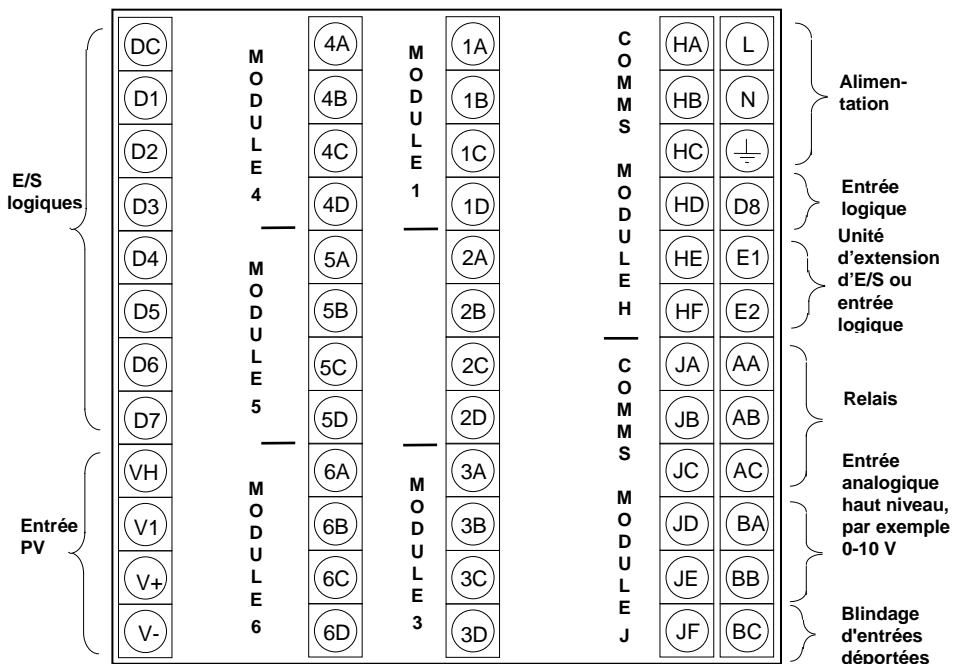 E/S
logiques
Entrée
PV
DC
D1
D2
D3
D4
D5
D6
D7
VH
V1
V+
V-
MODULE 4
MODULE 5
MODULE 6
4A
4B
4C
4D
5A
5B
5C
5D
6A
6B
6C
6D
MODULE 1
MODULE 3
1A
1B
1C
1D
2A
2B
2C
2D
3A
3B
3C
3D
COMMS MODULE H
COMMS MODULE J
HA
HB
HC
HD
HE
HF
JA
JB
JC
JD
JE
JF
L
N
D8
E1
E2
AA
AB
AC
BA
BB
BC
Alimen-
tation
Entrée
logique
Unité
d'extension
d'E/S ou
entrée
logique
Relais
Entrée
analogique
haut niveau,
par exemple
0-10 V
Blindage
d'entrées
déportées